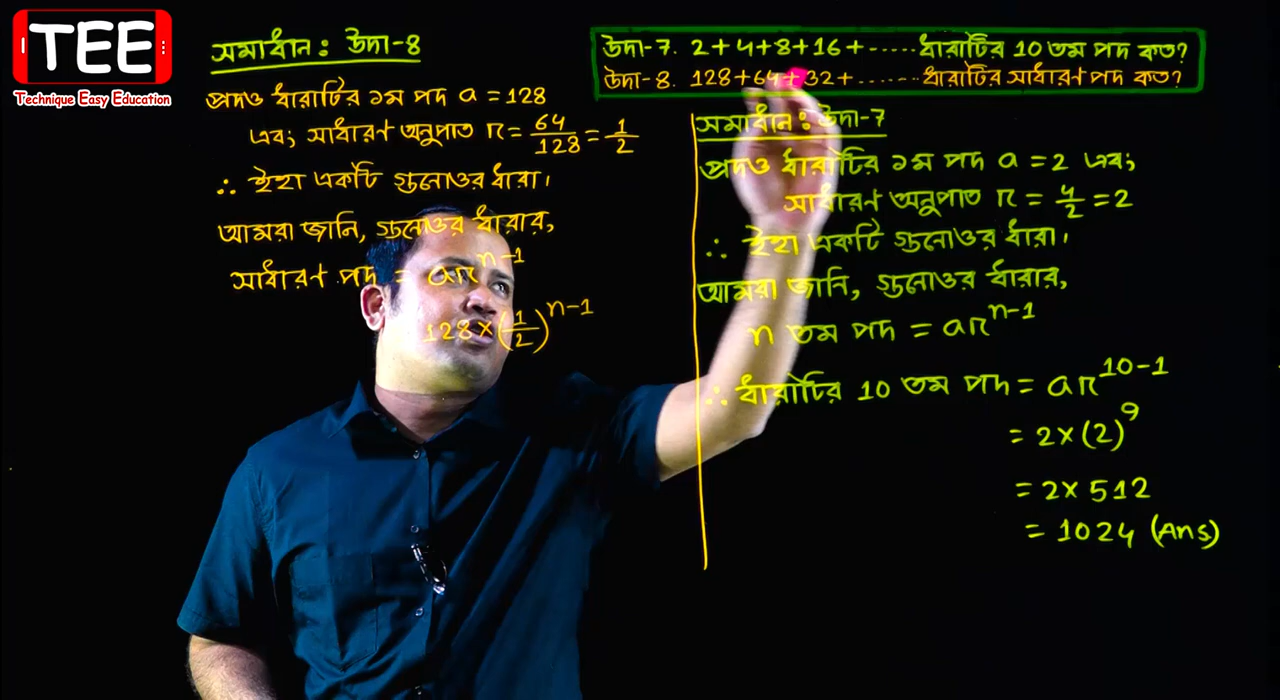 TEE
Technique Easy Education
উদা-7. 2+4+8+16+...... ধারাটির 10 তম পদ কত?
উদা-8. 128+64+32+...... ধারাটির সাধারণ পদ কত?
সমাধান: উদা-8
প্রদত্ত ধারাটির ১ম পদ a = 128
এবং সাধারণ অনুপাত r = 64/128 = 1/2
∴ ইহা একটি গুনোত্তর ধারা।
আমরা জানি, গুনোত্তর ধারার,
সাধারণ পদ = ar^(n-1)
128×(1/2)^(n-1)
সমাধান: উদা-7
প্রদত্ত ধারাটির ১ম পদ a = 2 এবং
সাধারণ অনুপাত r = 4/2 = 2
∴ ইহা একটি গুনোত্তর ধারা।
আমরা জানি, গুনোত্তর ধারার,
n তম পদ = ar^(n-1)
∴ ধারাটির 10 তম পদ = ar^(10-1)
= 2×(2)^9
= 2×512
= 1024 (Ans)